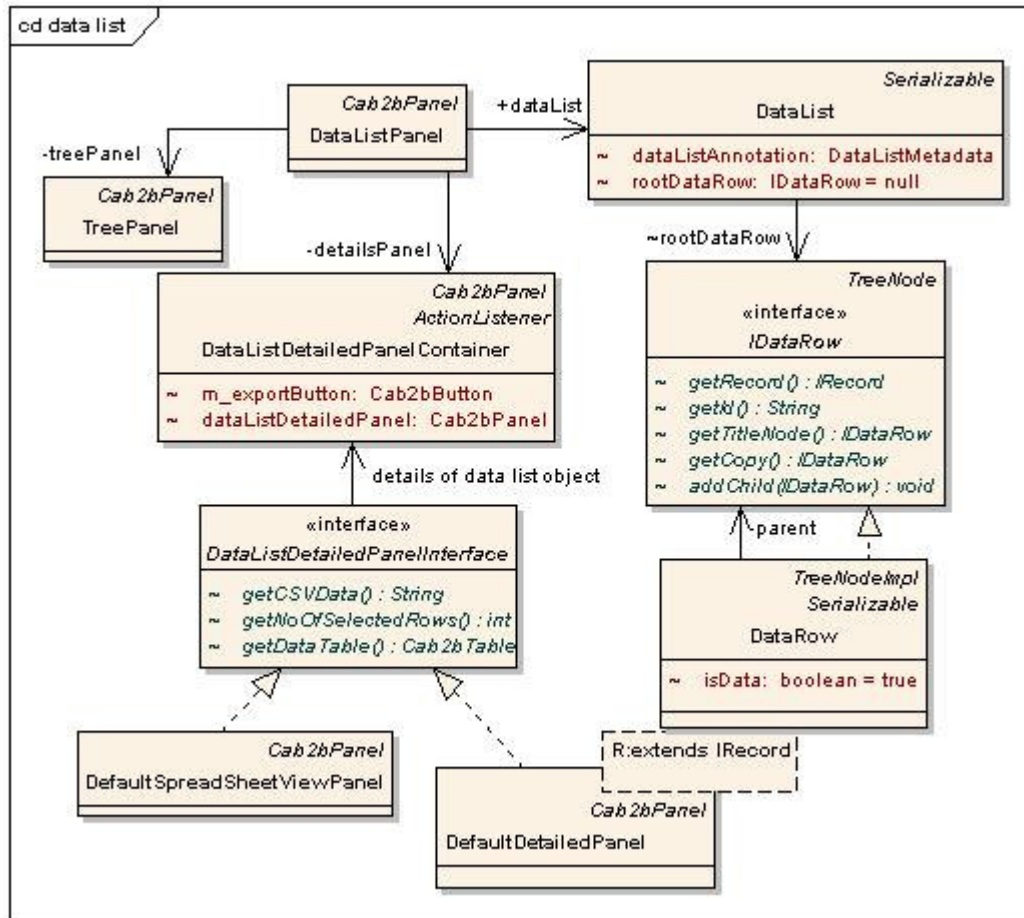 cd data list
Cab2bPanel
DataListPanel
+dataList
Serializable
DataList
~ dataListAnnotation: DataListMetadata
~ rootDataRow: IDataRow = null
-treePanel
Cab2bPanel
TreePanel
-detailsPanel
~rootDataRow
Cab2bPanel
ActionListener
DataListDetailedPanelContainer
~ m_exportButton: Cab2bButton
~ dataListDetailedPanel: Cab2bPanel
TreeNode
«interface»
IDataRow
~ getRecord() : IRecord
~ getId() : String
~ getTitleNode() : IDataRow
~ getCopy() : IDataRow
~ addChild(IDataRow) : void
details of data list object
«interface»
DataListDetailedPanelInterface
~ getCSVData() : String
~ getNoOfSelectedRows() : int
~ getDataTable() : Cab2bTable
-parent
TreeNodeImpl
Serializable
DataRow
~ isData: boolean = true
Cab2bPanel
DefaultSpreadSheetViewPanel
R:extends IRecord
Cab2bPanel
DefaultDetailedPanel